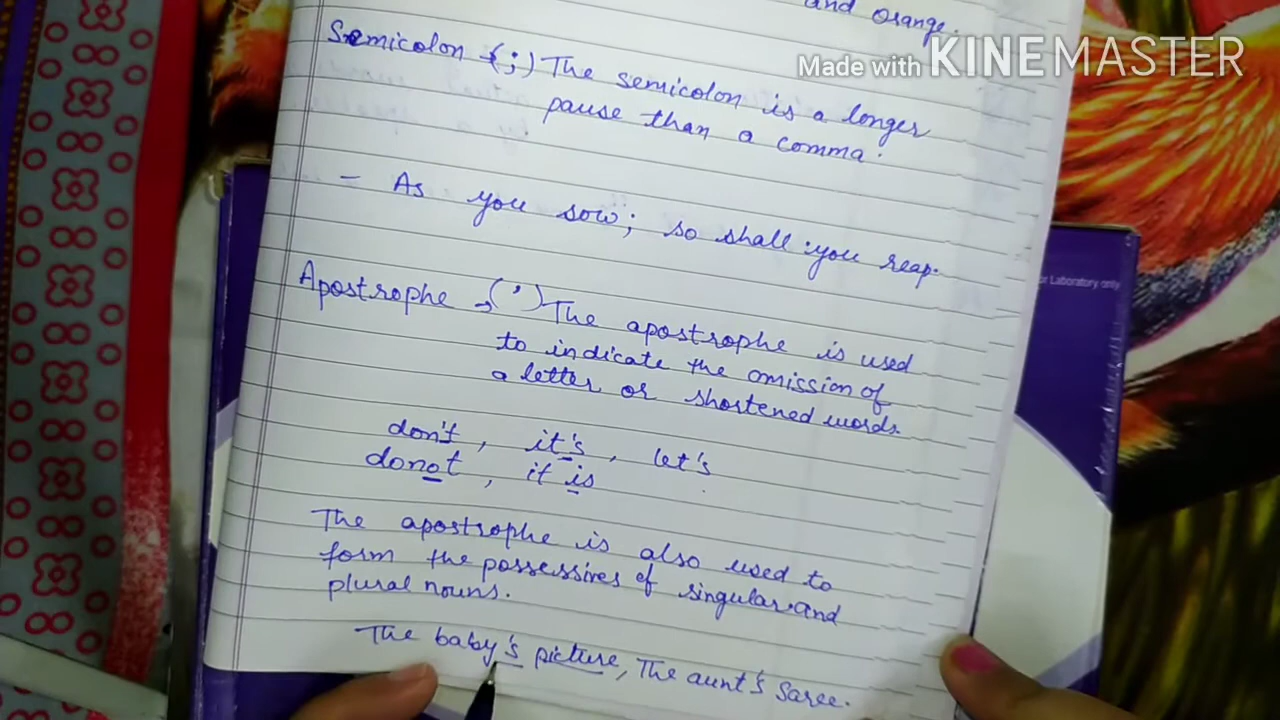 and orange.
Made with KINEMASTER
Semicolon → (;) The semicolon is a longer
pause than a comma.
– As you sow; so shall you reap.
or Laboratory only
Apostrophe → (') The apostrophe is used
to indicate the omission of
a letter or shortened words.
don't, it's, let's
donot, it is
The apostrophe is also used to
form the possessives of singular and
plural nouns.
The baby's picture, The aunt's saree.